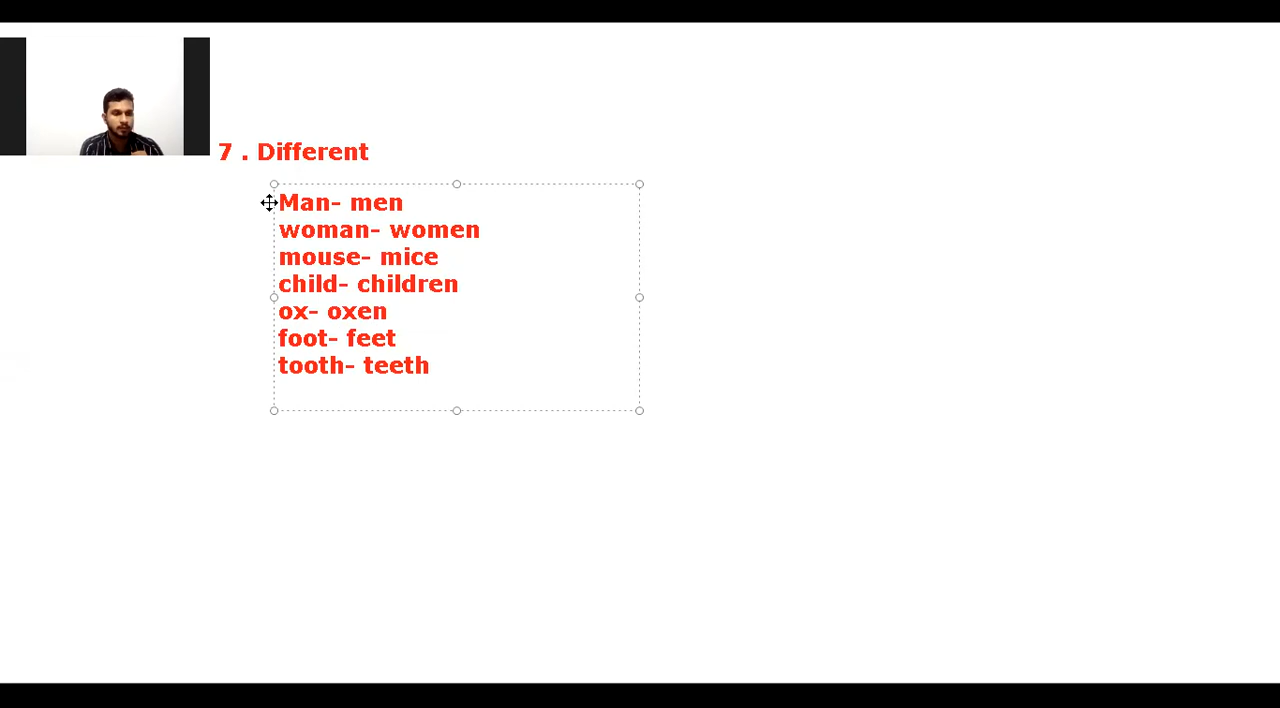 7 . Different
Man- men
woman- women
mouse- mice
child- children
ox- oxen
foot- feet
tooth- teeth